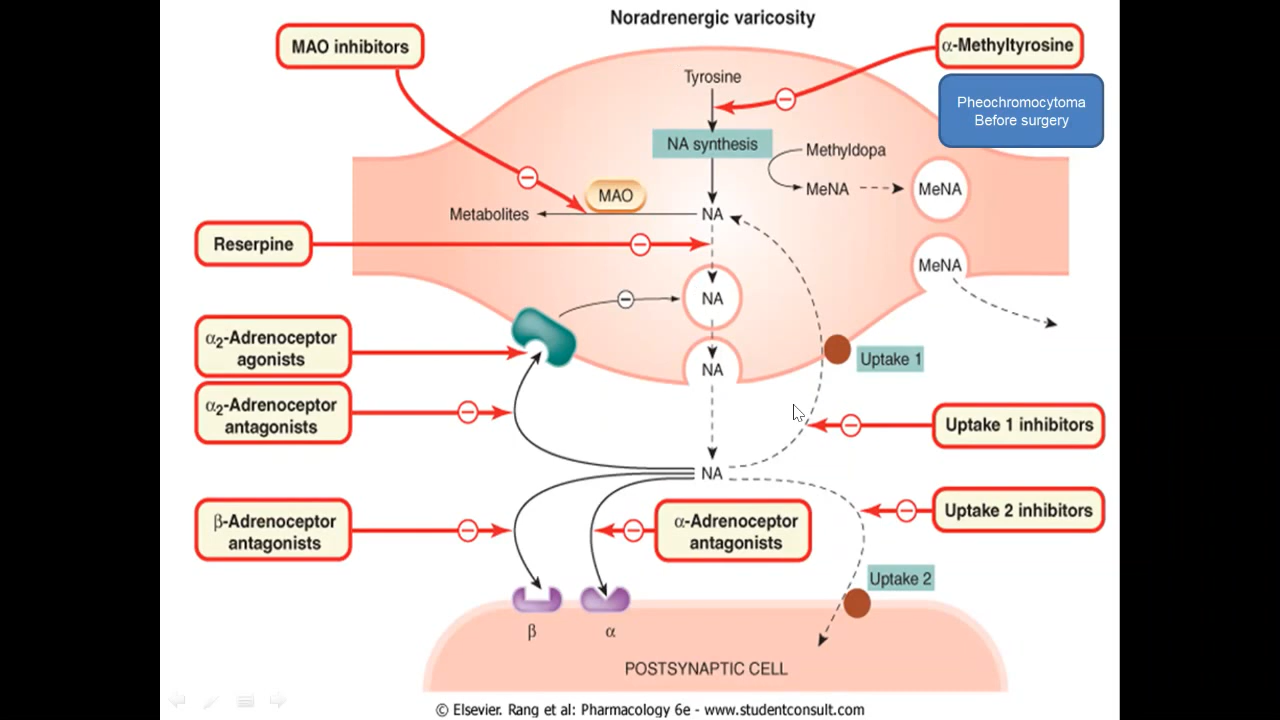 Noradrenergic varicosity
MAO inhibitors
α-Methyltyrosine
Pheochromocytoma
Before surgery
Tyrosine
NA synthesis
Methyldopa
MeNA
MeNA
MAO
Metabolites
NA
Reserpine
MeNA
NA
α2-Adrenoceptor
agonists
NA
Uptake 1
α2-Adrenoceptor
antagonists
Uptake 1 inhibitors
NA
β-Adrenoceptor
antagonists
α-Adrenoceptor
antagonists
Uptake 2 inhibitors
Uptake 2
β
α
POSTSYNAPTIC CELL
© Elsevier. Rang et al: Pharmacology 6e - www.studentconsult.com